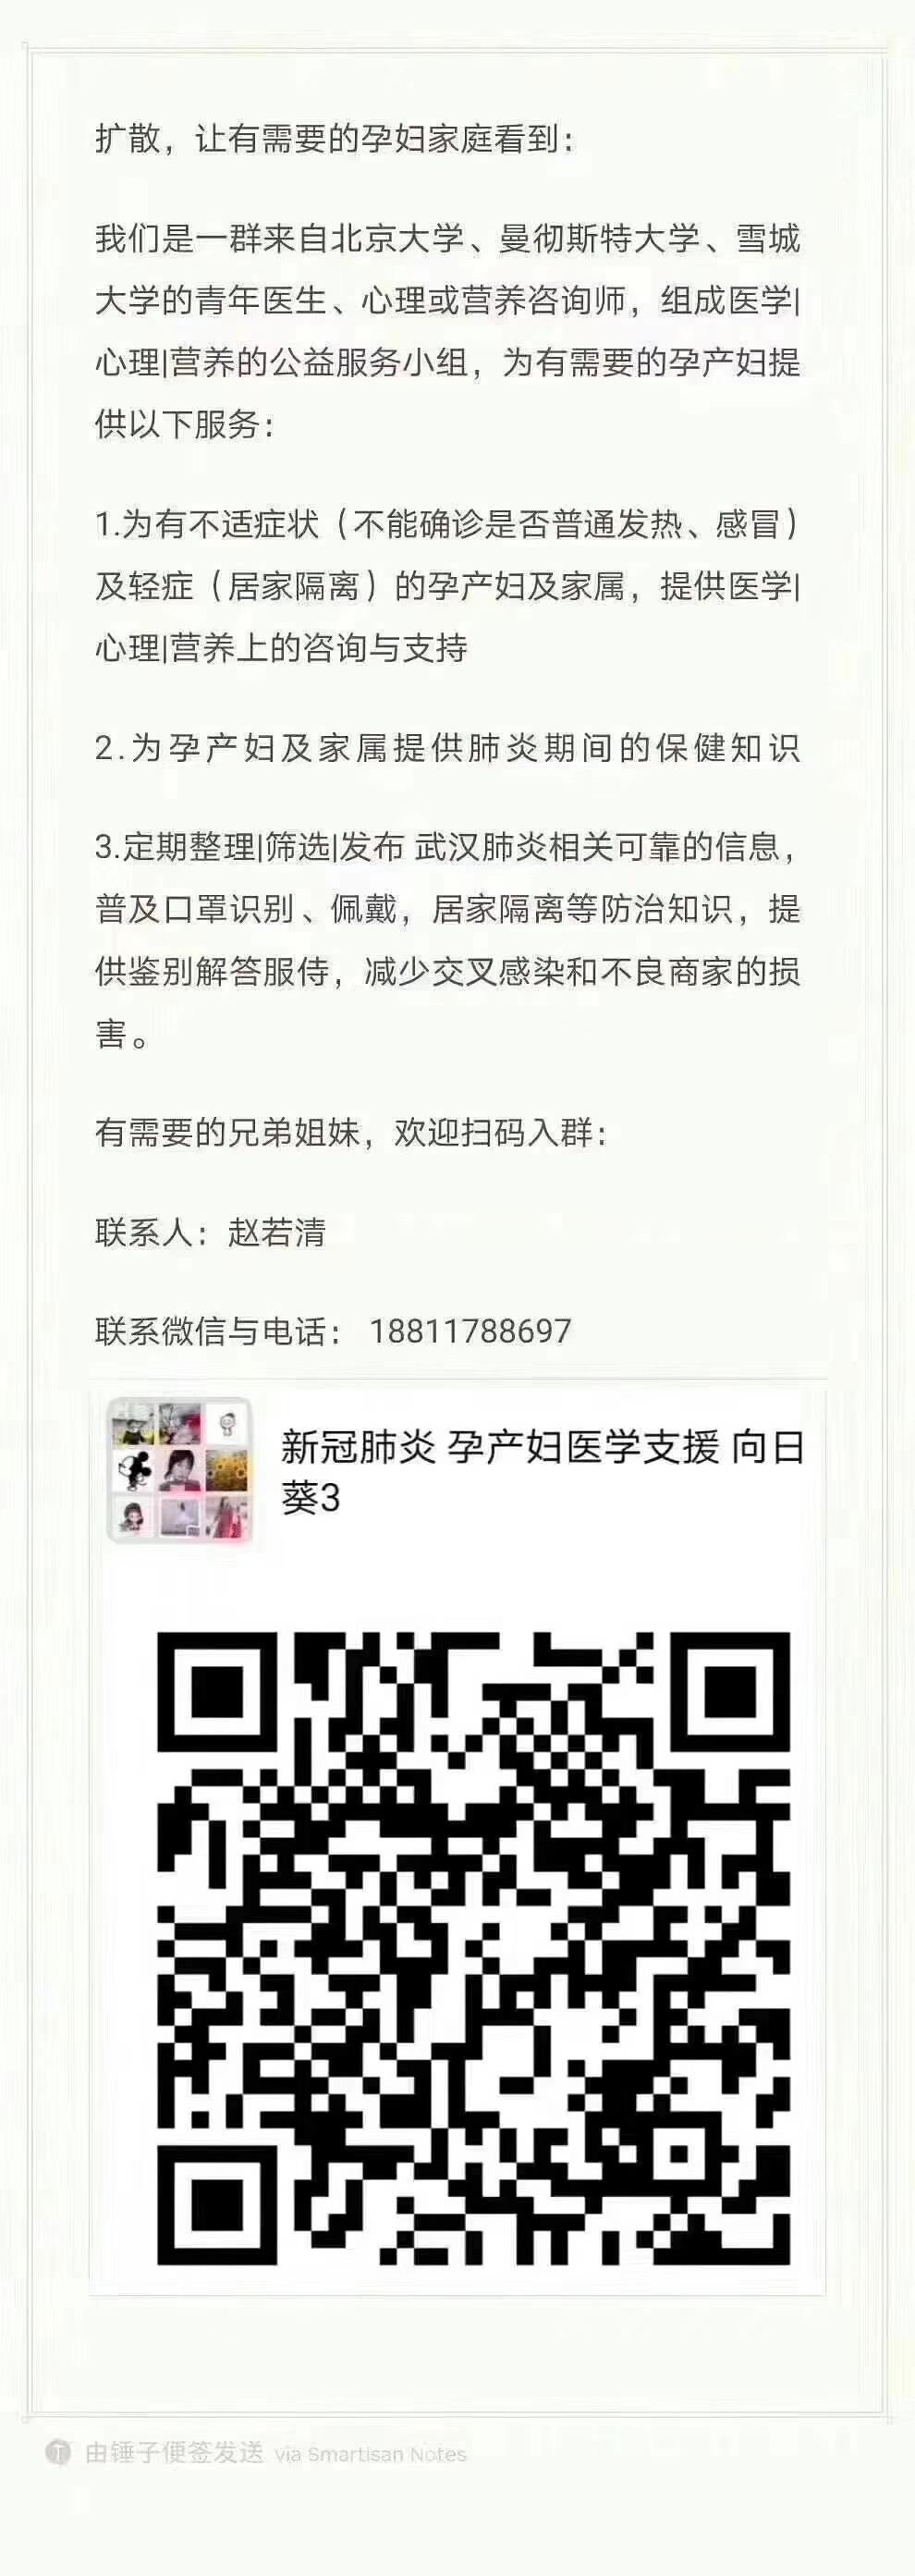 扩散，让有需要的孕妇家庭看到：
我们是一群来自北京大学、曼彻斯特大学、雪城
大学的青年医生、心理或营养咨询师，组成医学|
心理|营养的公益服务小组，为有需要的孕产妇提
供以下服务：
1.为有不适症状（不能确诊是否普通发热、感冒）
及轻症（居家隔离）的孕产妇及家属，提供医学|
心理|营养上的咨询与支持
2.为孕产妇及家属提供肺炎期间的保健知识
3.定期整理|筛选|发布 武汉肺炎相关可靠的信息，
普及口罩识别、佩戴，居家隔离等防治知识，提
供鉴别解答服侍，减少交叉感染和不良商家的损
害。
有需要的兄弟姐妹，欢迎扫码入群：
联系人：赵若清
联系微信与电话： 18811788697
新冠肺炎 孕产妇医学支援 向日
葵3
由锤子便签发送 via Smartisan Notes